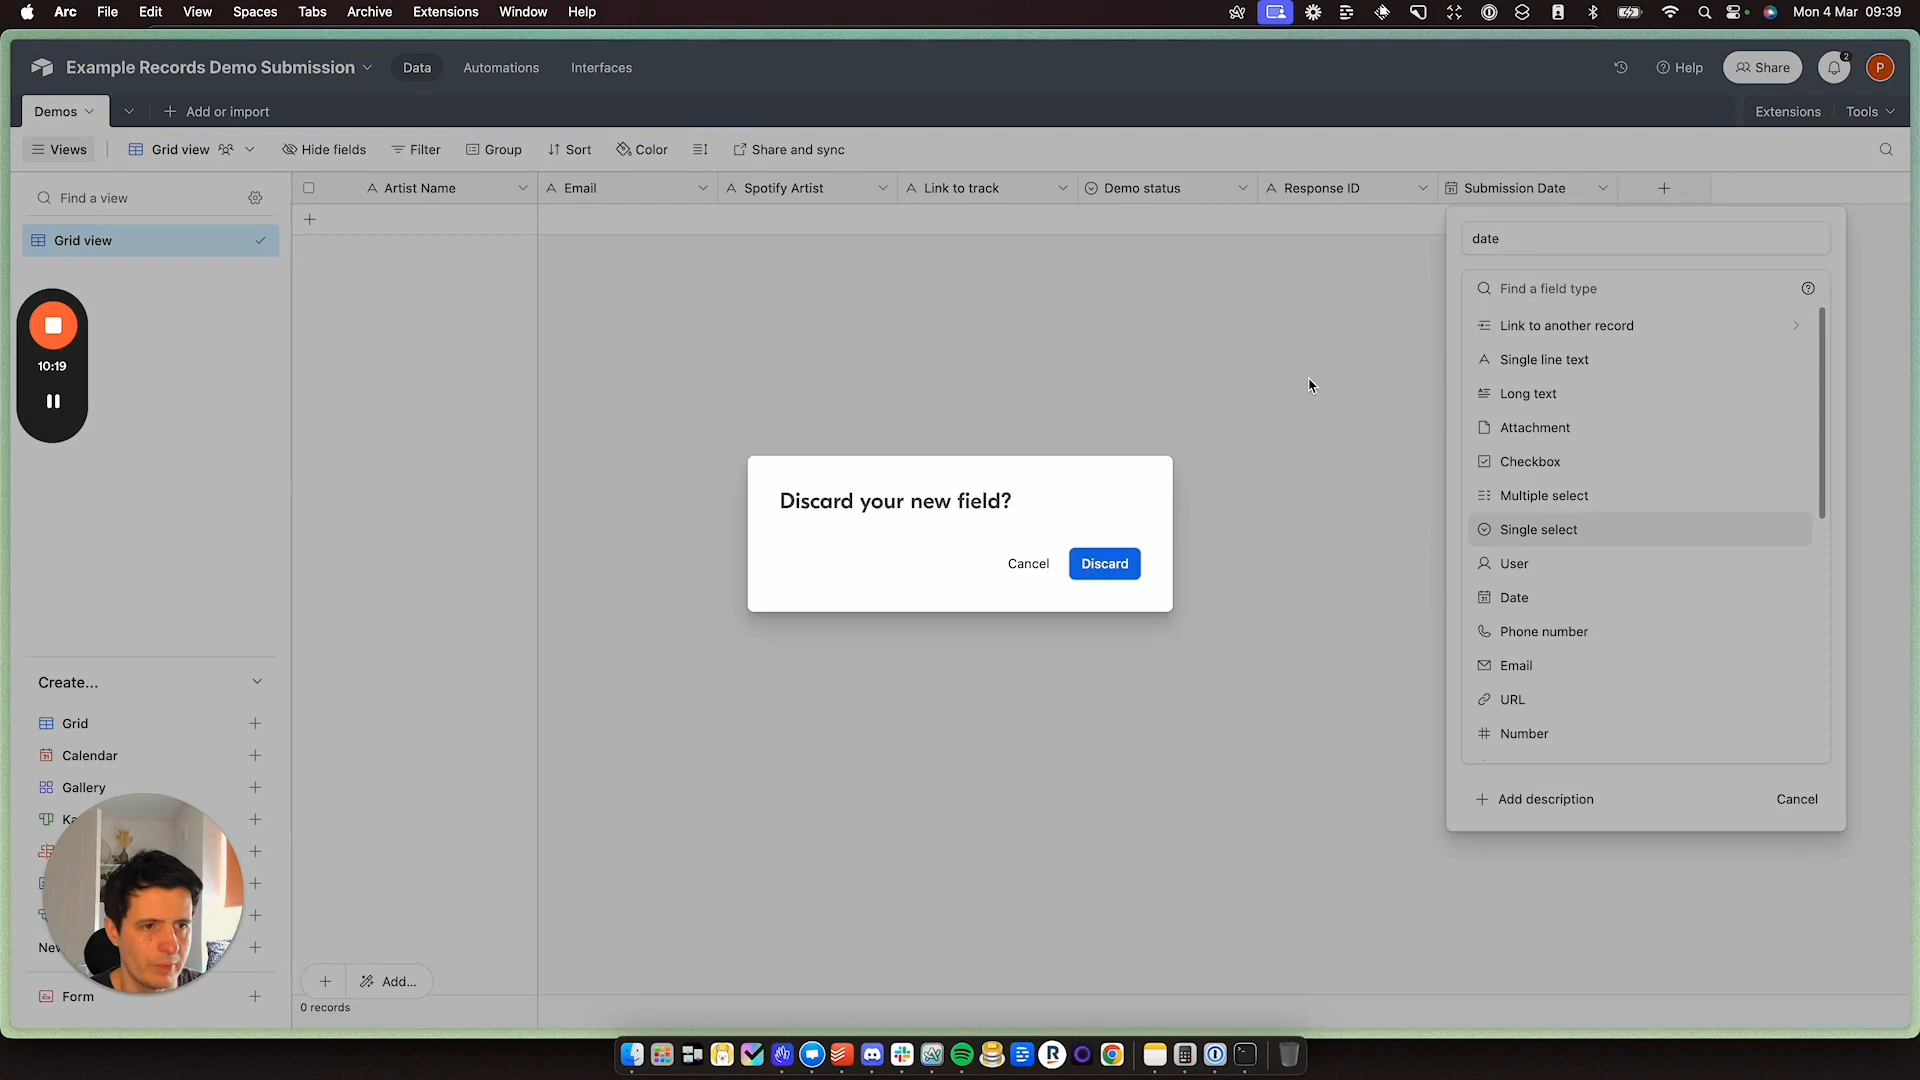 Arc File Edit View Spaces Tabs Archive Extensions Window Help Mon 4 Mar 09:39
Example Records Demo Submission Data Automations Interfaces Help Share 2 P
Demos Add or import Extensions Tools
Views Grid view Hide fields Filter Group Sort Color Share and sync
Find a view
Artist Name Email Spotify Artist Link to track Demo status Response ID Submission Date
Grid view
date
Find a field type
Link to another record
10:19
Single line text
Long text
Attachment
Checkbox
Multiple select
Discard your new field?
Single select
Cancel Discard
User
Date
Phone number
Email
Create...
URL
Grid
Number
Calendar
Gallery
Add description Cancel
Ka
New
Add...
Form
0 records